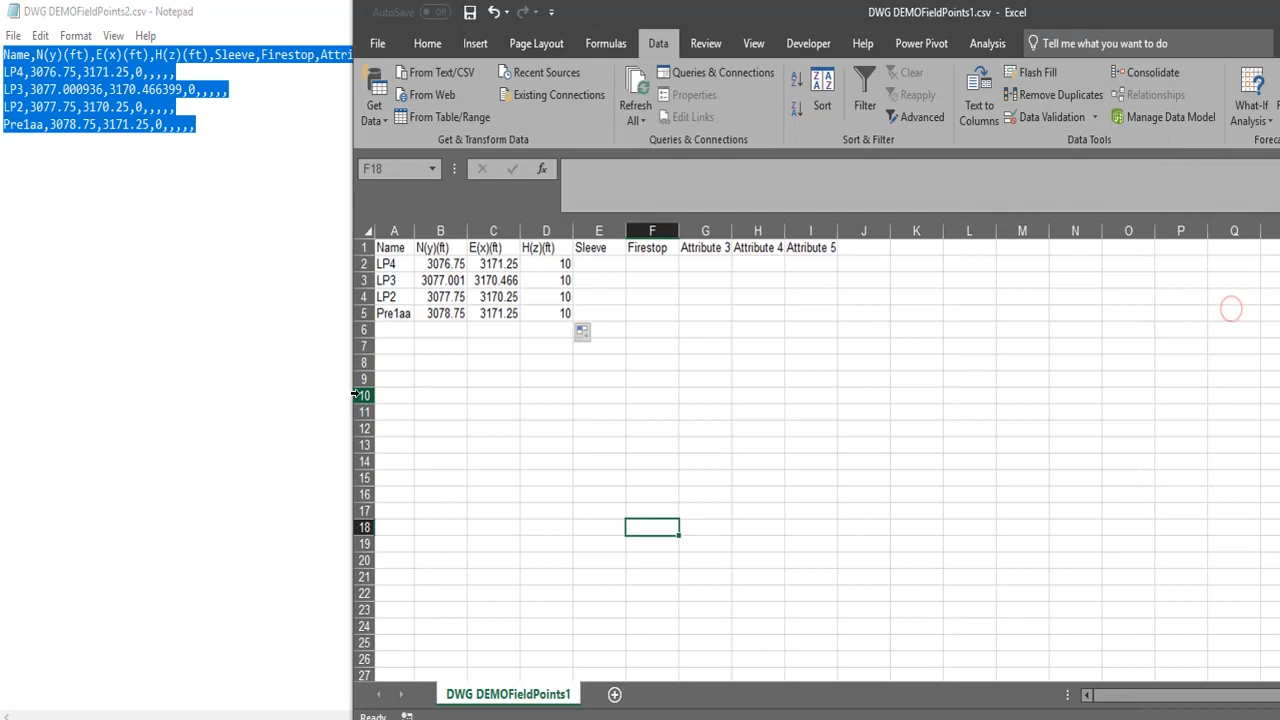 DWG DEMOFieldPoints2.csv - Notepad
File Edit Format View Help
Name,N(y)(ft),E(x)(ft),H(z)(ft),Sleeve,Firestop,Attri
LP4,3076.75,3171.25,0,,,,,
LP3,3077.000936,3170.466399,0,,,,,
LP2,3077.75,3170.25,0,,,,,
Pre1aa,3078.75,3171.25,0,,,,,
AutoSave Off DWG DEMOFieldPoints1.csv - Excel
File Home Insert Page Layout Formulas Data Review View Developer Help Power Pivot Analysis Tell me what you want to do
Get Data
From Text/CSV
From Web
From Table/Range
Recent Sources
Existing Connections
Get & Transform Data
Refresh All
Queries & Connections
Properties
Edit Links
Queries & Connections
Sort
Filter
Clear
Reapply
Advanced
Sort & Filter
Text to Columns
Flash Fill
Remove Duplicates
Data Validation
Consolidate
Relationships
Manage Data Model
Data Tools
What-If Analysis
F18 fx
A B C D E F G H I J K L M N O P Q
1 Name N(y)(ft) E(x)(ft) H(z)(ft) Sleeve Firestop Attribute 3 Attribute 4 Attribute 5
2 LP4 3076.75 3171.25 10
3 LP3 3077.001 3170.466 10
4 LP2 3077.75 3170.25 10
5 Pre1aa 3078.75 3171.25 10
6
7
8
9
10
11
12
13
14
15
16
17
18
19
20
21
22
23
24
25
26
27
DWG DEMOFieldPoints1
Ready